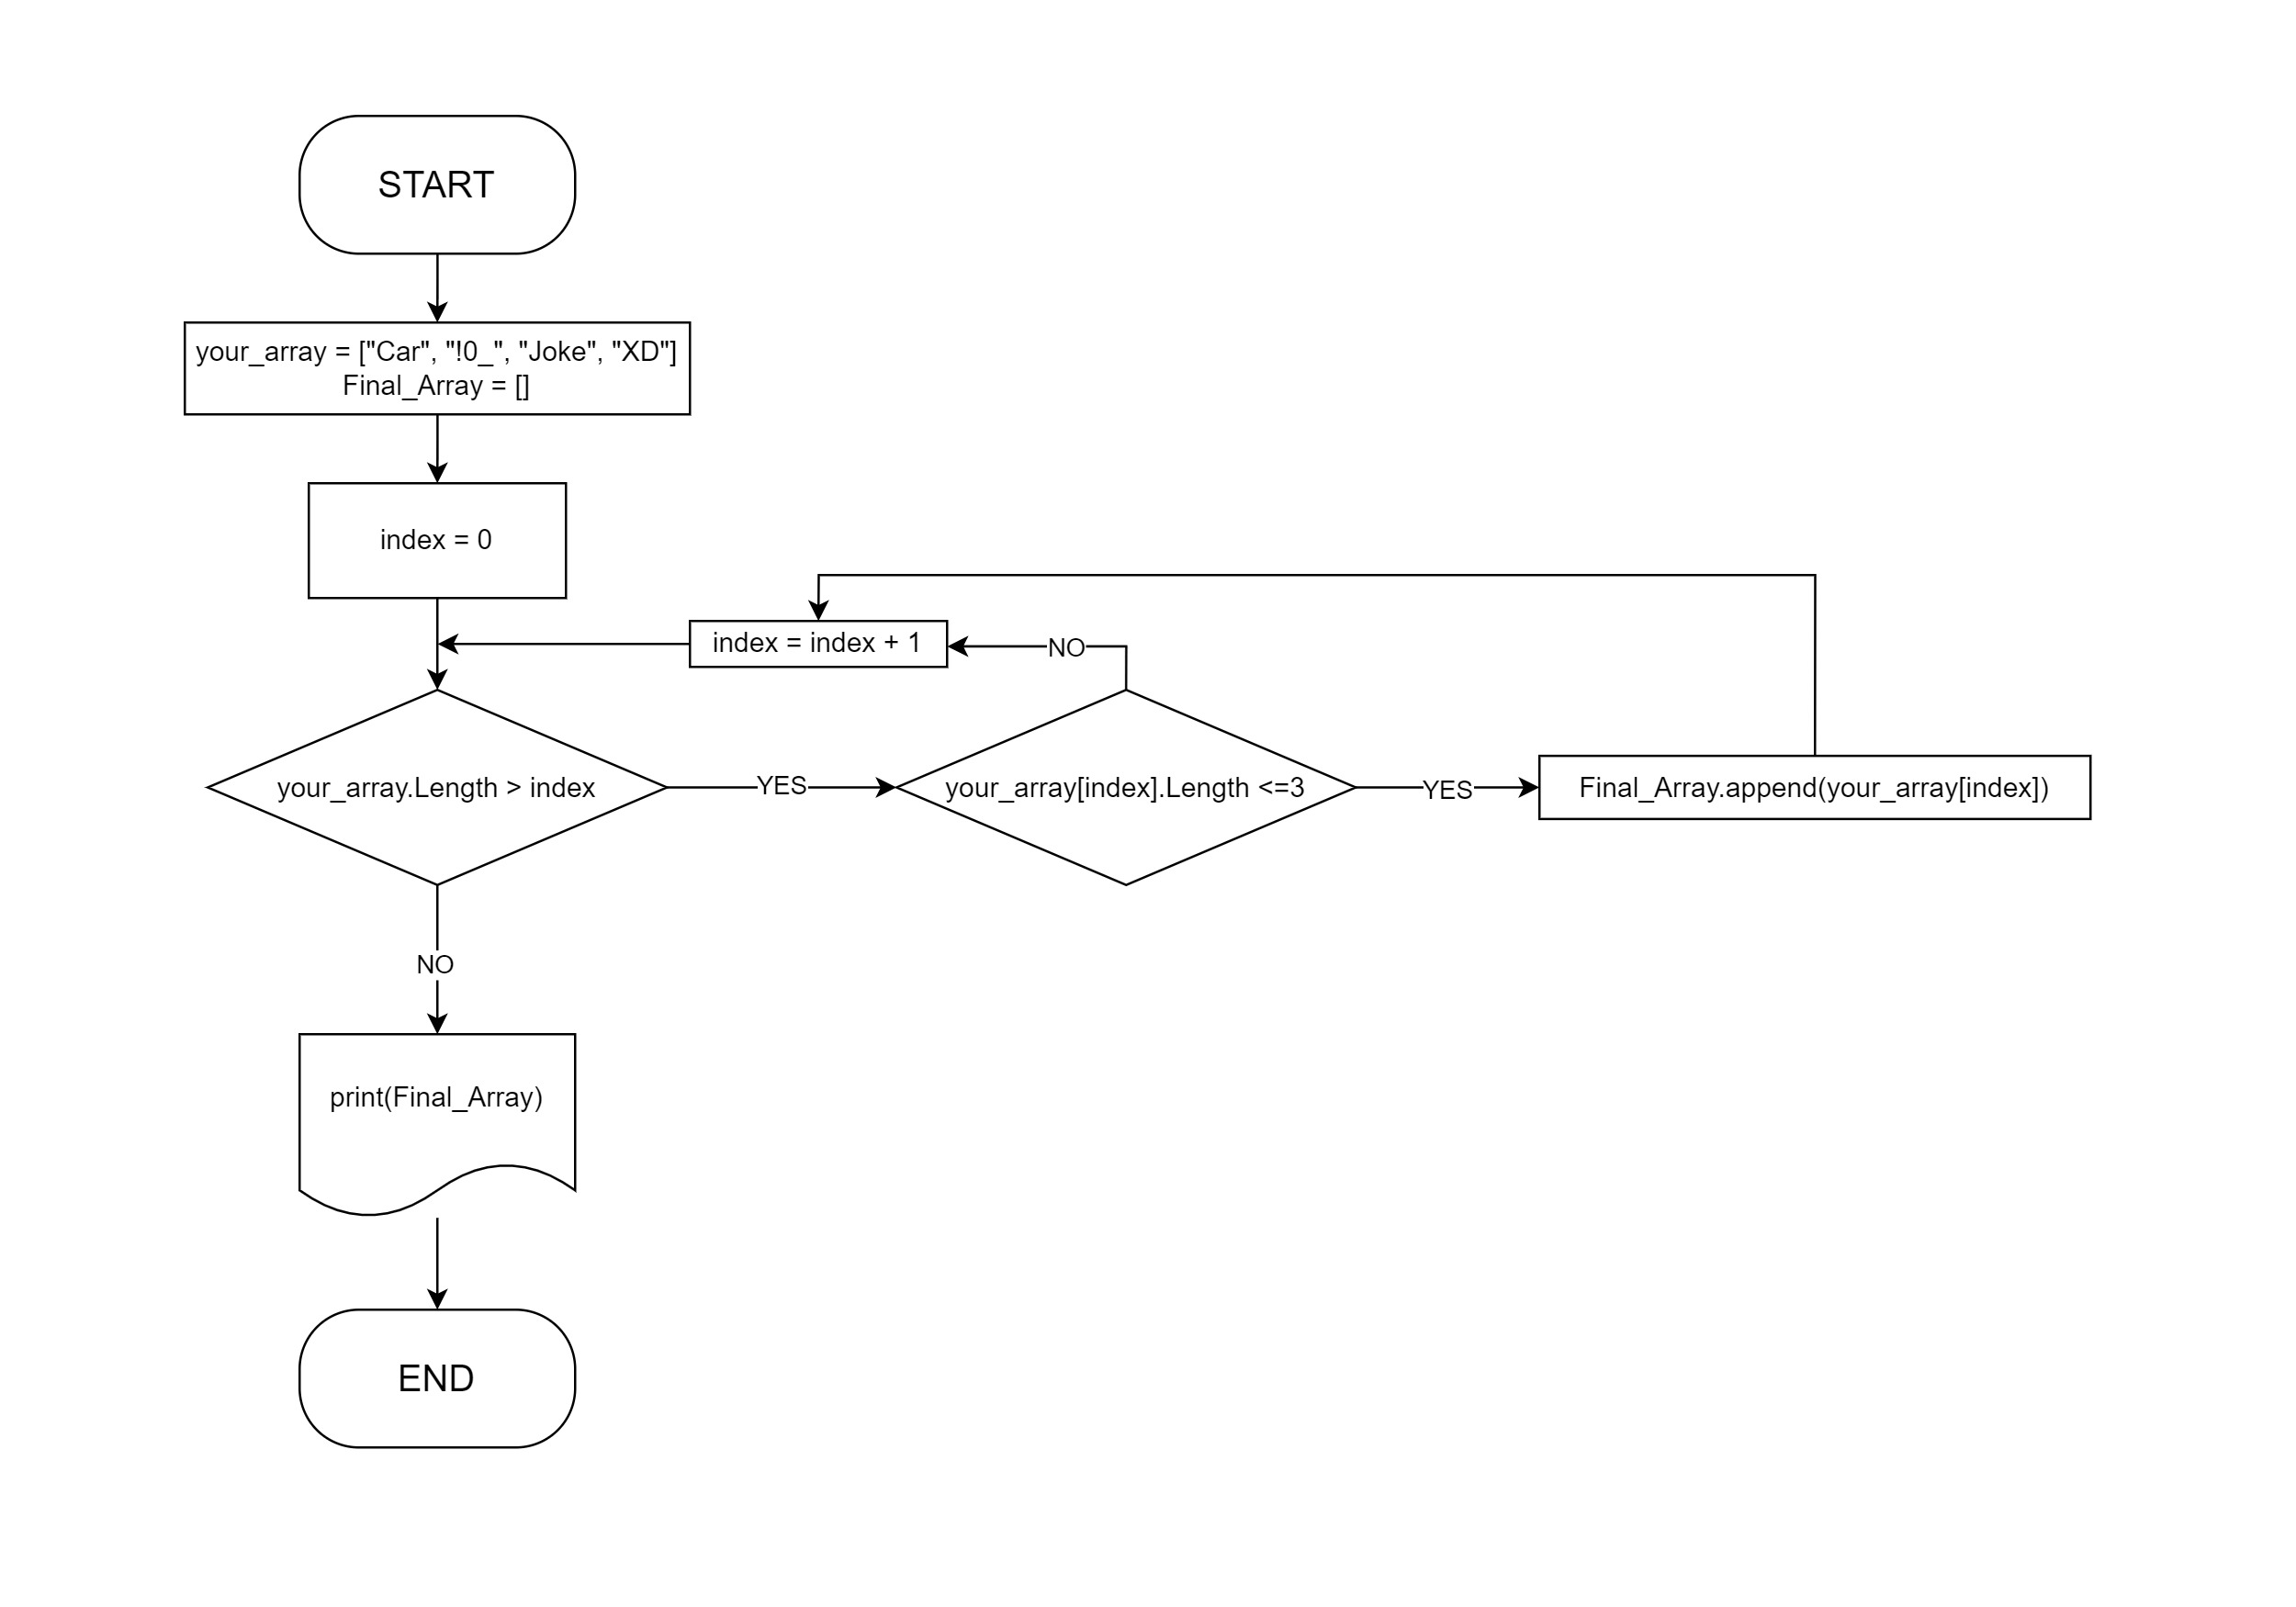 START
your_array = ["Car", "!0_", "Joke", "XD"]
Final_Array = []
index = 0
index = index + 1
NO
your_array.Length > index
YES
your_array[index].Length <=3
YES
Final_Array.append(your_array[index])
NO
print(Final_Array)
END